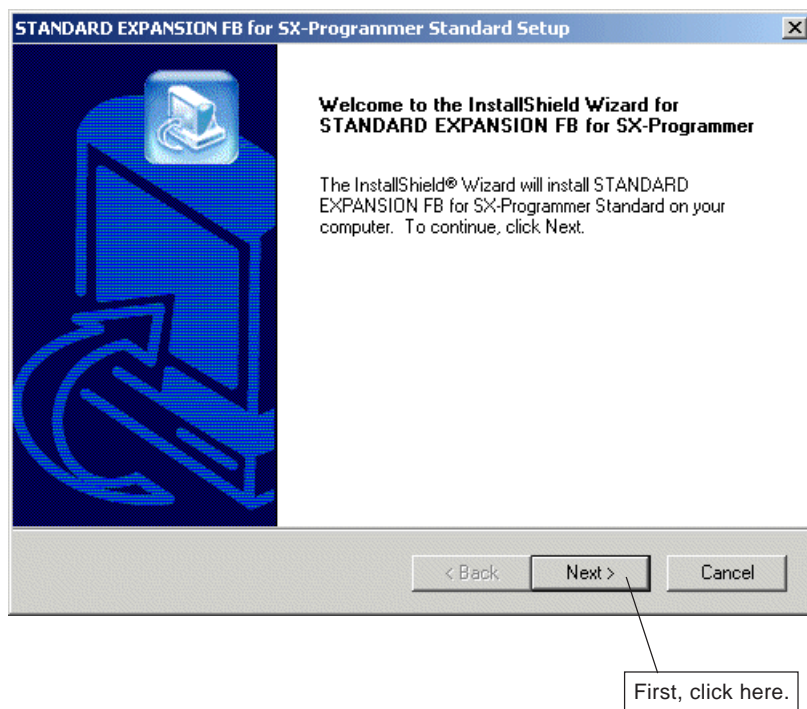 STANDARD EXPANSION FB for SX-Programmer Standard Setup
Welcome to the InstallShield Wizard for
STANDARD EXPANSION FB for SX-Programmer
The InstallShield® Wizard will install STANDARD
EXPANSION FB for SX-Programmer Standard on your
computer. To continue, click Next.
< Back
Next >
Cancel
First, click here.